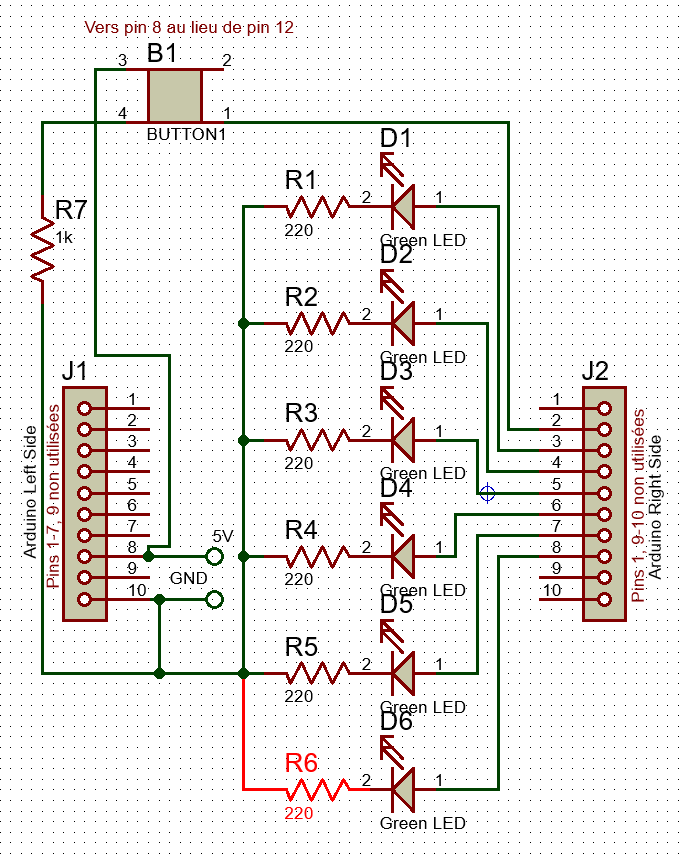 Vers pin 8 au lieu de pin 12
B1
3
2
4
1
BUTTON1
R7
1k
R1
220
2
D1
1
Green LED
R2
220
2
D2
1
Green LED
R3
220
2
D3
1
Green LED
R4
220
2
D4
1
Green LED
R5
220
2
D5
1
Green LED
R6
220
2
D6
1
Green LED
J1
1
2
3
4
5
6
7
8
9
10
Arduino Left Side
Pins 1-7, 9 non utilisées
5V
GND
J2
1
2
3
4
5
6
7
8
9
10
Pins 1, 9-10 non utilisées
Arduino Right Side